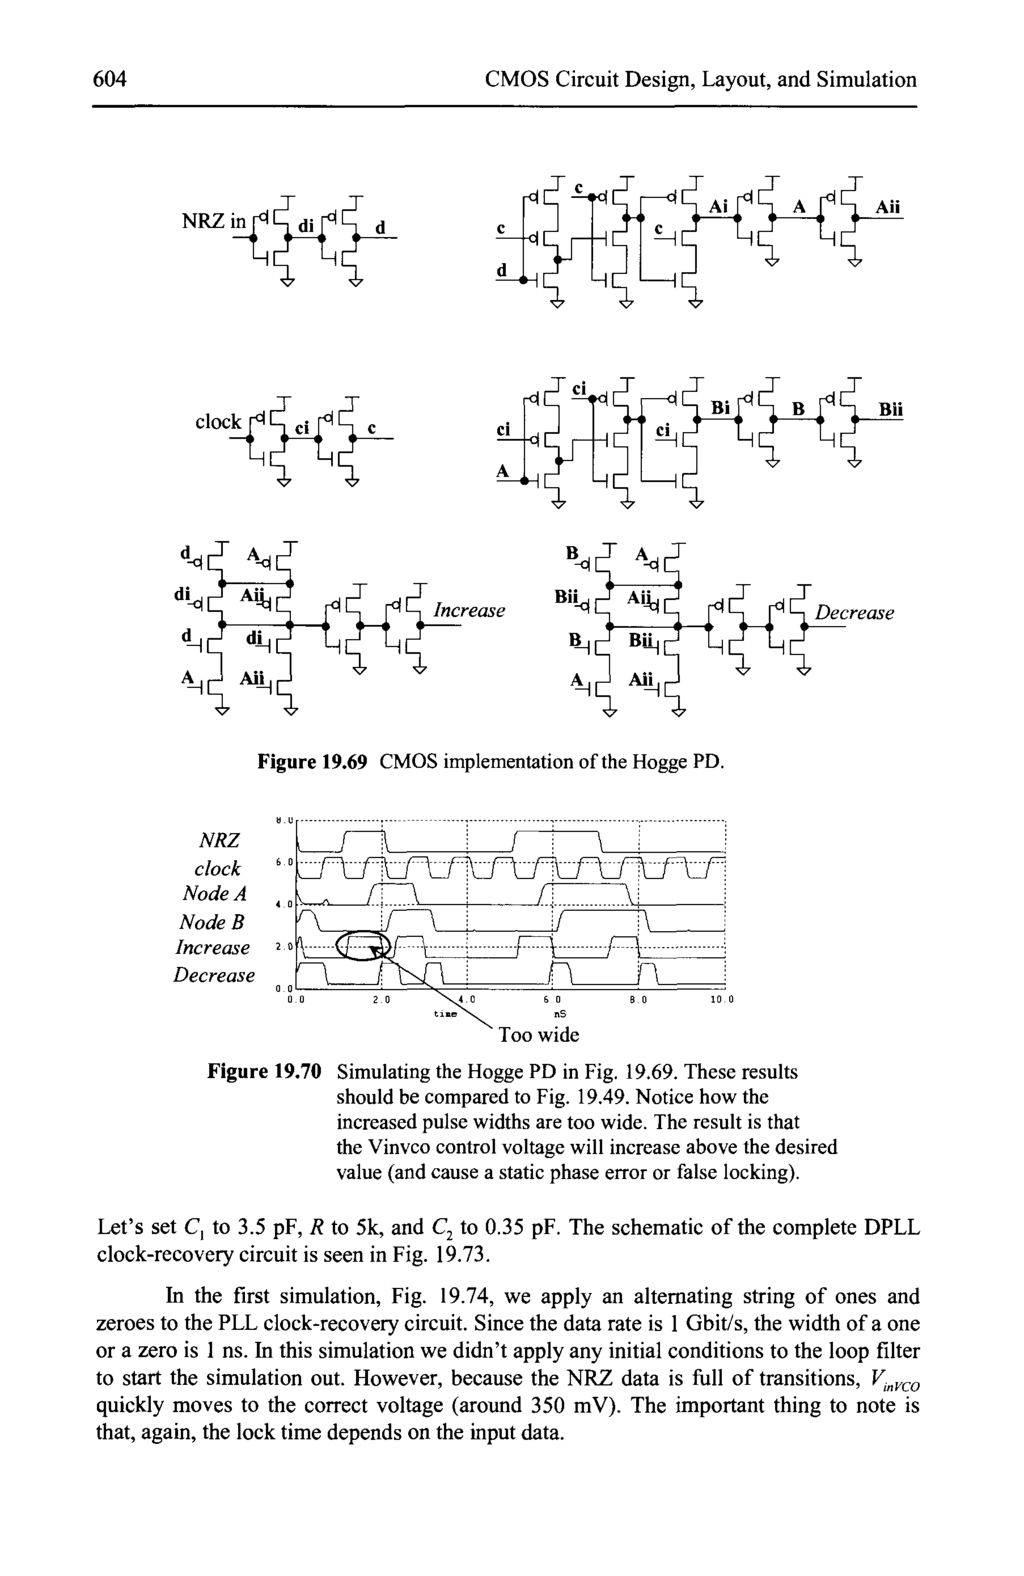 604 CMOS Circuit Design, Layout, and Simulation
NRZ in di d
c c Ai A Aii
c
d
clock ci c
ci ci Bi B Bii
ci
A
d A B A
di Aii Increase Bii Aii Decrease
d di B Bii
A Aii A Aii
Figure 19.69 CMOS implementation of the Hogge PD.
8.0
NRZ
clock 6.0
Node A 4.0
Node B
Increase 2.0
Decrease
0.0
0.0 2.0 4.0 6.0 8.0 10.0
time nS
Too wide
Figure 19.70 Simulating the Hogge PD in Fig. 19.69. These results
should be compared to Fig. 19.49. Notice how the
increased pulse widths are too wide. The result is that
the Vinvco control voltage will increase above the desired
value (and cause a static phase error or false locking).
Let's set C1 to 3.5 pF, R to 5k, and C2 to 0.35 pF. The schematic of the complete DPLL
clock-recovery circuit is seen in Fig. 19.73.
In the first simulation, Fig. 19.74, we apply an alternating string of ones and
zeroes to the PLL clock-recovery circuit. Since the data rate is 1 Gbit/s, the width of a one
or a zero is 1 ns. In this simulation we didn't apply any initial conditions to the loop filter
to start the simulation out. However, because the NRZ data is full of transitions, VinVCO
quickly moves to the correct voltage (around 350 mV). The important thing to note is
that, again, the lock time depends on the input data.